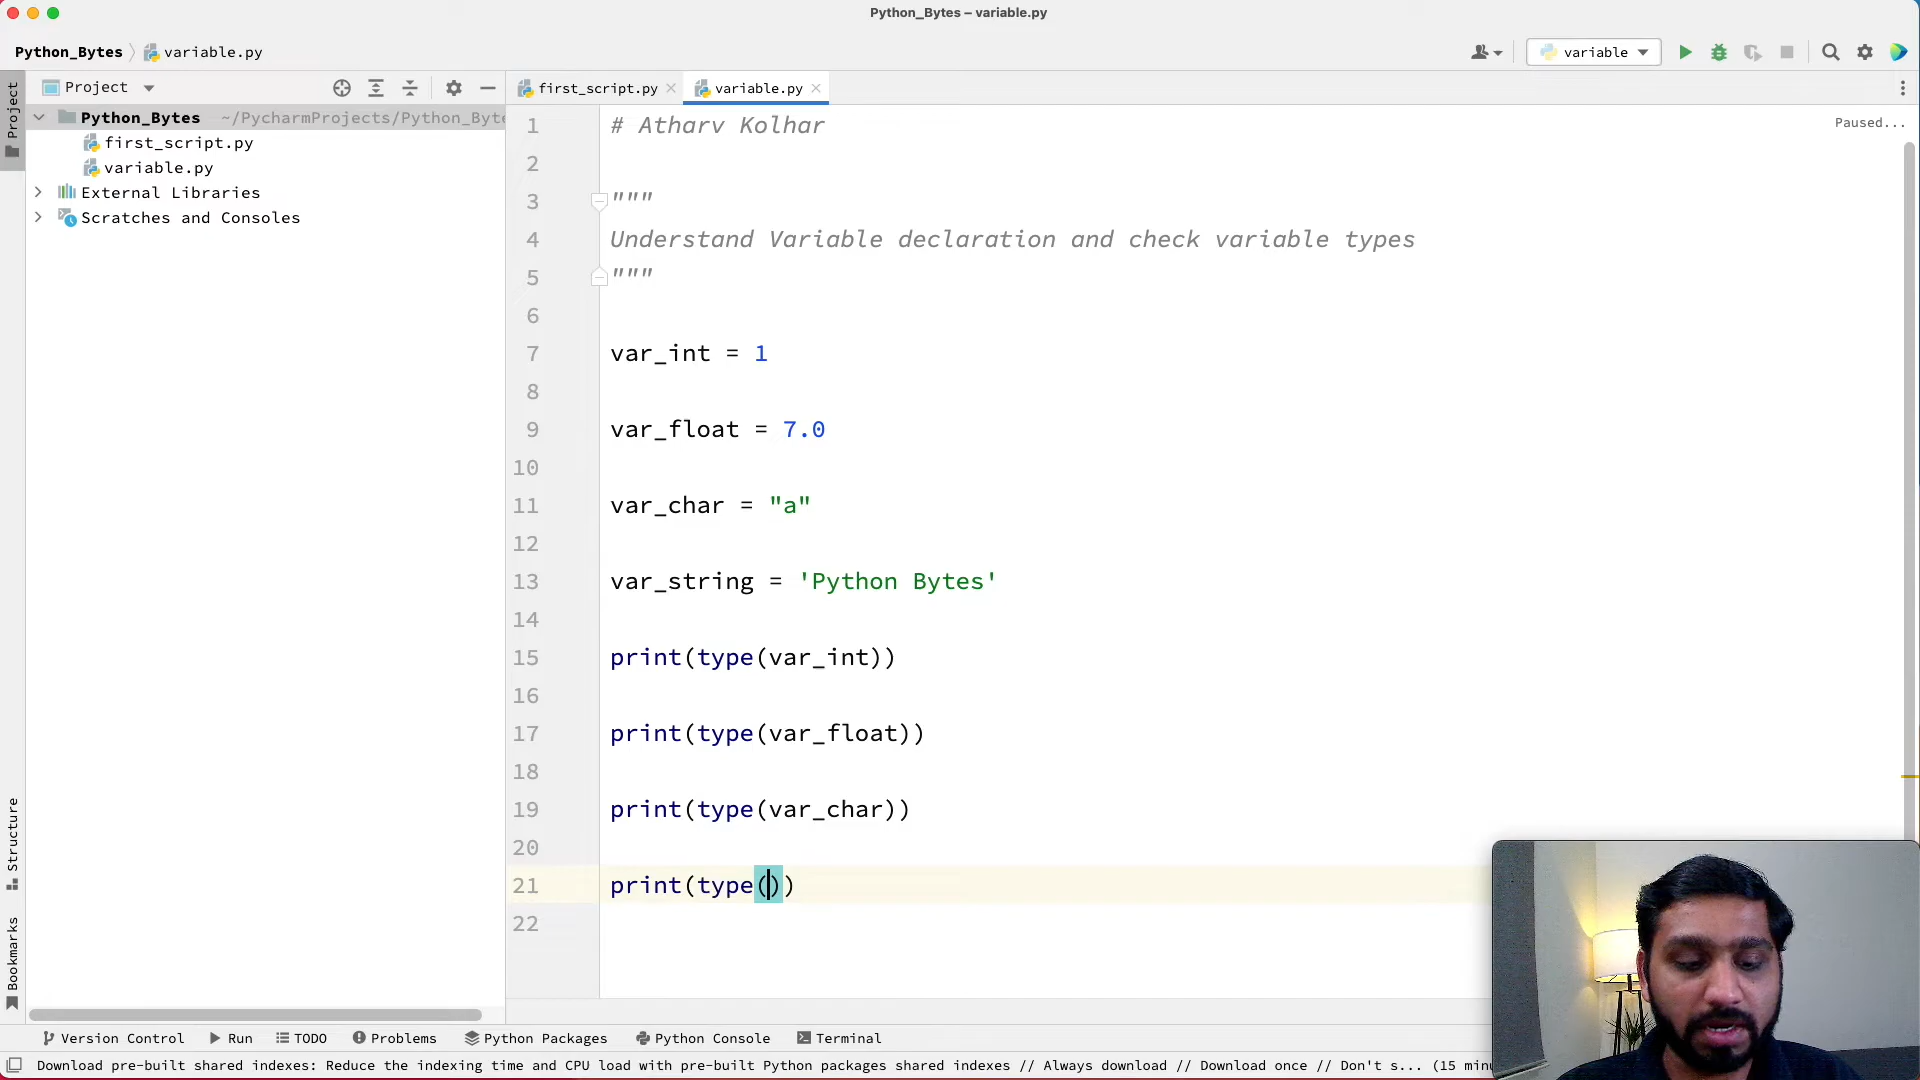 Python_Bytes – variable.py
Python_Bytes variable.py
variable
Project
first_script.py
variable.py
Project
Python_Bytes ~/PycharmProjects/Python_Byte
first_script.py
variable.py
External Libraries
Scratches and Consoles
Paused...
1 # Atharv Kolhar
2
3 """
4 Understand Variable declaration and check variable types
5 """
6
7 var_int = 1
8
9 var_float = 7.0
10
11 var_char = "a"
12
13 var_string = 'Python Bytes'
14
15 print(type(var_int))
16
17 print(type(var_float))
18
19 print(type(var_char))
20
21 print(type())
22
Structure
Bookmarks
Version Control Run TODO Problems Python Packages Python Console Terminal
Download pre-built shared indexes: Reduce the indexing time and CPU load with pre-built Python packages shared indexes // Always download // Download once // Don't s... (15 minu